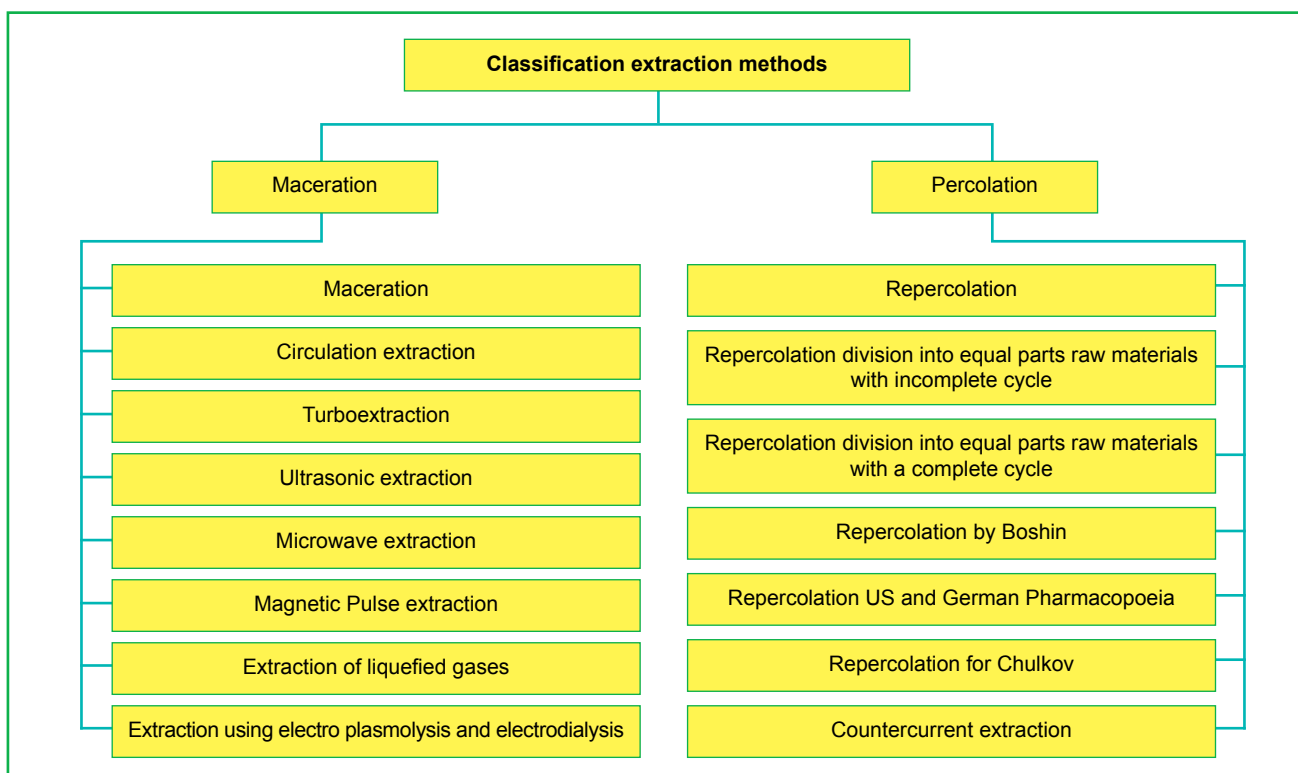 Classification extraction methods
Maceration
Percolation
Maceration
Circulation extraction
Turboextraction
Ultrasonic extraction
Microwave extraction
Magnetic Pulse extraction
Extraction of liquefied gases
Extraction using electro plasmolysis and electrodialysis
Repercolation
Repercolation division into equal parts raw materials
with incomplete cycle
Repercolation division into equal parts raw materials
with a complete cycle
Repercolation by Boshin
Repercolation US and German Pharmacopoeia
Repercolation for Chulkov
Countercurrent extraction